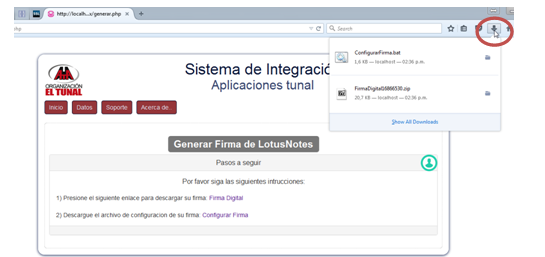 http://localh...o/generar.php
php
Search
ConfigurarFirma.bat
1,6 KB — localhost — 02:36 p.m.
FirmaDigital16866530.zip
20,7 KB — localhost — 02:36 p.m.
Show All Downloads
ORGANIZACIÓN
EL TUNAL
Sistema de Integració
Aplicaciones tunal
Inicio
Datos
Soporte
Acerca de...
Generar Firma de LotusNotes
Pasos a seguir
Por favor siga las siguientes intrucciones:
1) Presione el siguiente enlace para descargar su firma: Firma Digital
2) Descargue el archivo de configuracion de su firma: Configurar Firma